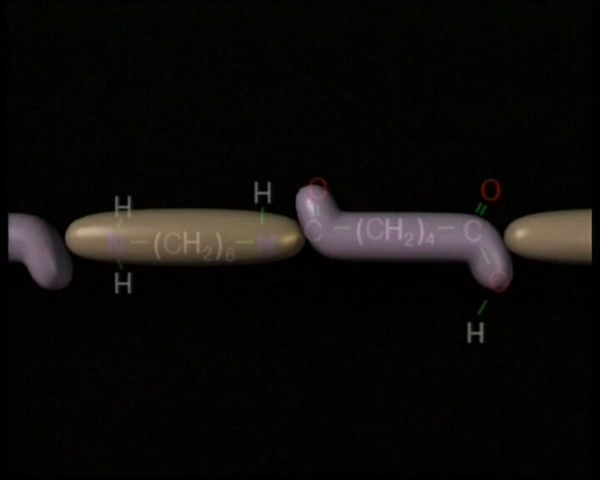 H H O O
N–(CH₂)₆–N C–(CH₂)₄–C
H O
H